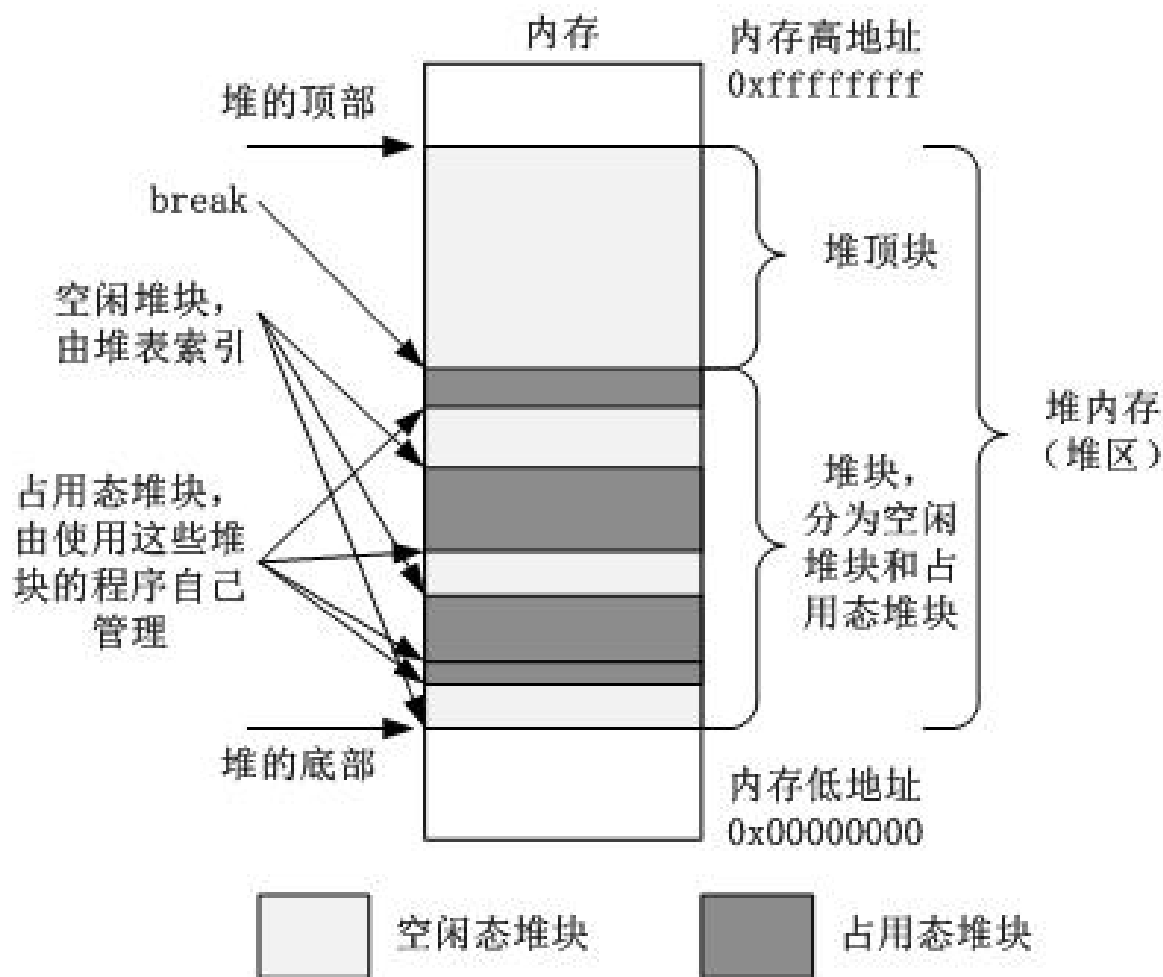 内存
内存高地址
0xffffffff
堆的顶部
break
堆顶块
空闲堆块，
由堆表索引
堆内存
（堆区）
占用态堆块，
由使用这些堆
块的程序自己
管理
堆块，
分为空闲
堆块和占
用态堆块
堆的底部
内存低地址
0x00000000
空闲态堆块
占用态堆块